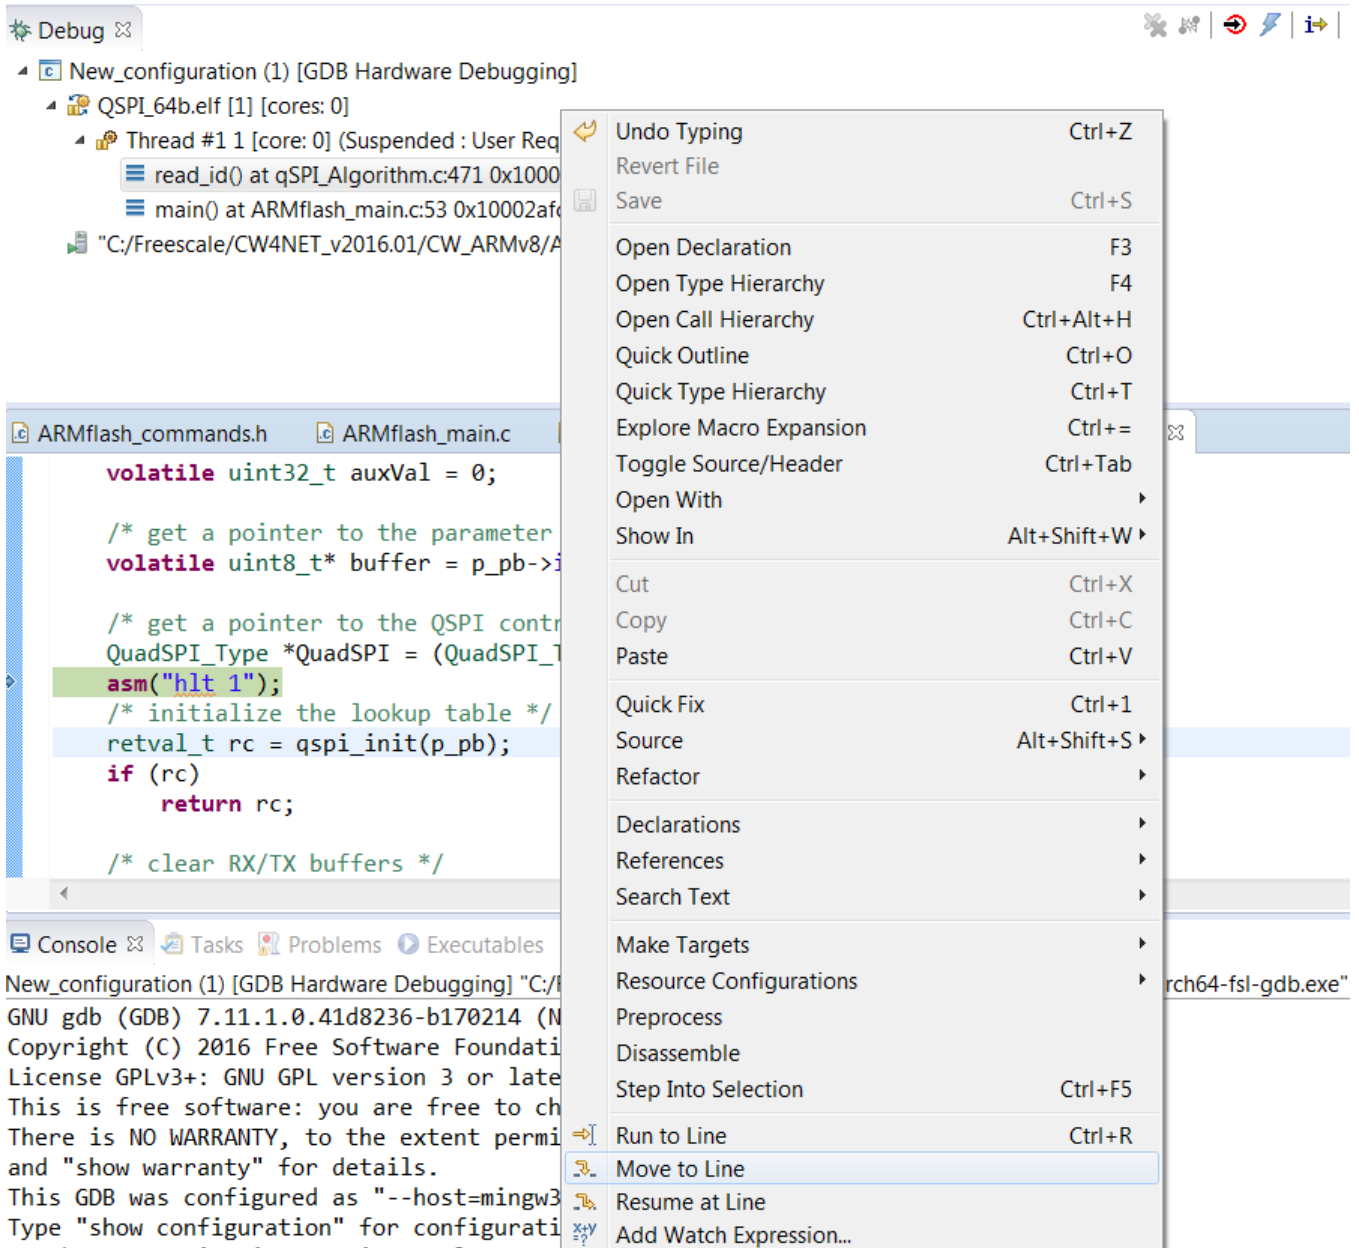 Debug
New_configuration (1) [GDB Hardware Debugging]
QSPI_64b.elf [1] [cores: 0]
Thread #1 1 [core: 0] (Suspended : User Req
read_id() at qSPI_Algorithm.c:471 0x1000
main() at ARMflash_main.c:53 0x10002af
"C:/Freescale/CW4NET_v2016.01/CW_ARMv8/A
Undo Typing Ctrl+Z
Revert File
Save Ctrl+S
Open Declaration F3
Open Type Hierarchy F4
Open Call Hierarchy Ctrl+Alt+H
Quick Outline Ctrl+O
Quick Type Hierarchy Ctrl+T
Explore Macro Expansion Ctrl+=
Toggle Source/Header Ctrl+Tab
Open With
Show In Alt+Shift+W
Cut Ctrl+X
Copy Ctrl+C
Paste Ctrl+V
Quick Fix Ctrl+1
Source Alt+Shift+S
Refactor
Declarations
References
Search Text
Make Targets
Resource Configurations
Preprocess
Disassemble
Step Into Selection Ctrl+F5
Run to Line Ctrl+R
Move to Line
Resume at Line
Add Watch Expression...
ARMflash_commands.h ARMflash_main.c
volatile uint32_t auxVal = 0;
/* get a pointer to the parameter
volatile uint8_t* buffer = p_pb->i
/* get a pointer to the QSPI contr
QuadSPI_Type *QuadSPI = (QuadSPI_T
asm("hlt 1");
/* initialize the lookup table */
retval_t rc = qspi_init(p_pb);
if (rc)
return rc;
/* clear RX/TX buffers */
Console Tasks Problems Executables
New_configuration (1) [GDB Hardware Debugging] "C:/F rch64-fsl-gdb.exe"
GNU gdb (GDB) 7.11.1.0.41d8236-b170214 (N
Copyright (C) 2016 Free Software Foundati
License GPLv3+: GNU GPL version 3 or late
This is free software: you are free to ch
There is NO WARRANTY, to the extent permi
and "show warranty" for details.
This GDB was configured as "--host=mingw3
Type "show configuration" for configurati